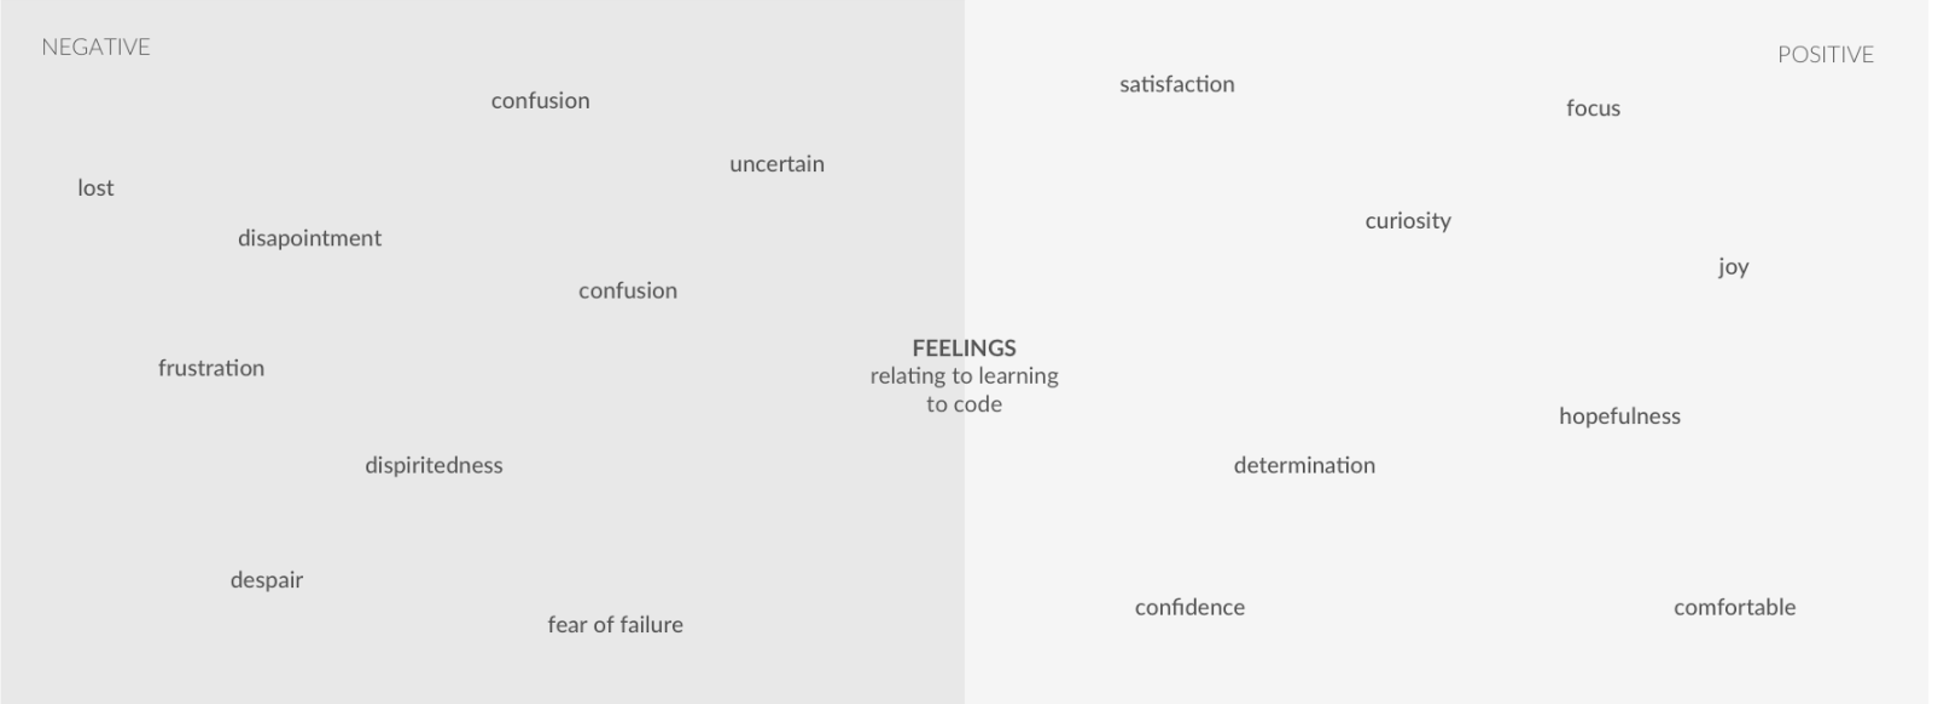 NEGATIVE
confusion
uncertain
lost
disapointment
confusion
frustration
dispiritedness
despair
fear of failure
FEELINGS
relating to learning
to code
POSITIVE
satisfaction
focus
curiosity
joy
hopefulness
determination
confidence
comfortable